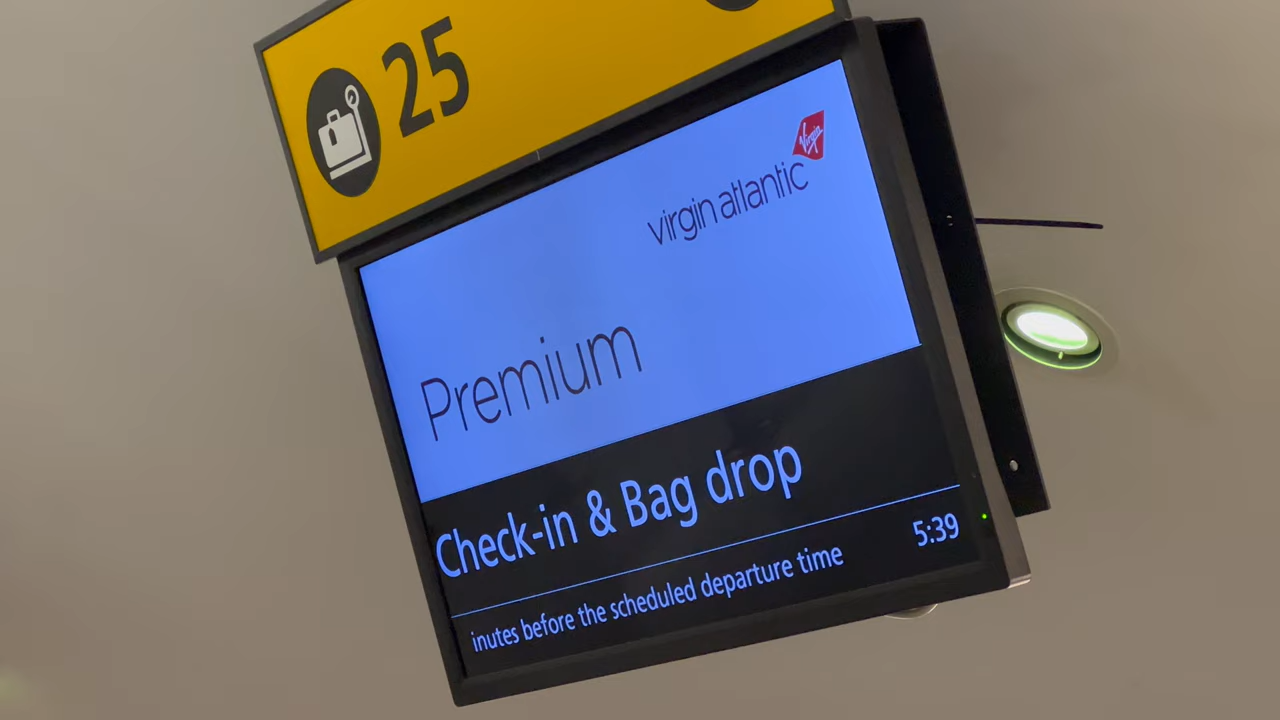 25
Virgin
virgin atlantic
Premium
Check-in & Bag drop
inutes before the scheduled departure time
5:39